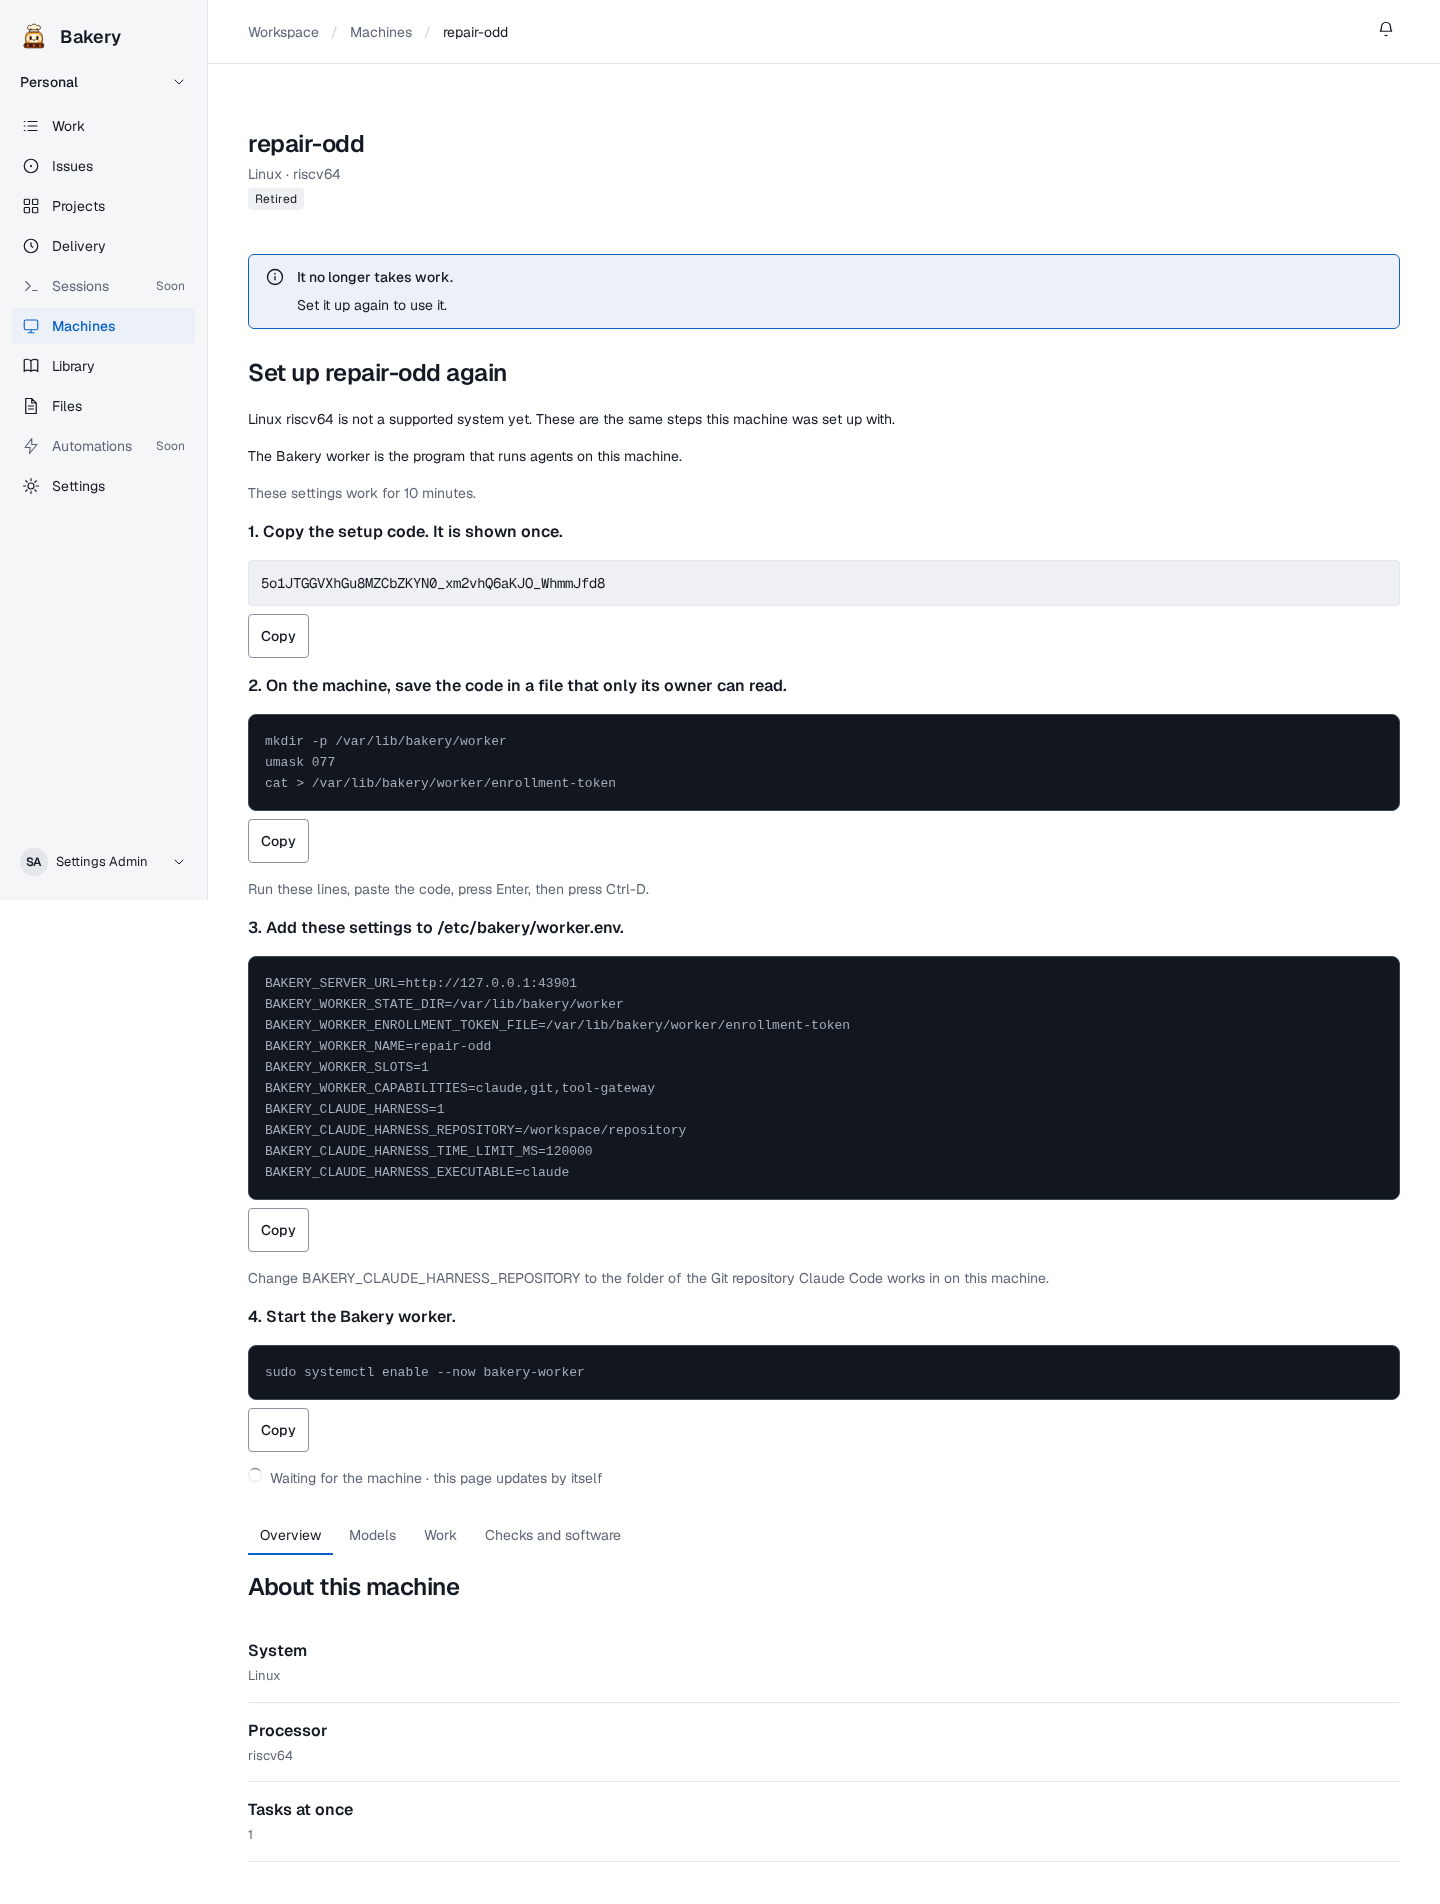 Bakery
Personal
Work
Issues
Projects
Delivery
Sessions Soon
Machines
Library
Files
Automations Soon
Settings
SA Settings Admin
Workspace / Machines / repair-odd
repair-odd
Linux · riscv64
Retired
It no longer takes work.
Set it up again to use it.
Set up repair-odd again
Linux riscv64 is not a supported system yet. These are the same steps this machine was set up with.
The Bakery worker is the program that runs agents on this machine.
These settings work for 10 minutes.
1. Copy the setup code. It is shown once.
5o1JTGGVXhGu8MZCbZKYN0_xm2vhQ6aKJO_WhmmJfd8
Copy
2. On the machine, save the code in a file that only its owner can read.
mkdir -p /var/lib/bakery/worker
umask 077
cat > /var/lib/bakery/worker/enrollment-token
Copy
Run these lines, paste the code, press Enter, then press Ctrl-D.
3. Add these settings to /etc/bakery/worker.env.
BAKERY_SERVER_URL=http://127.0.0.1:43901
BAKERY_WORKER_STATE_DIR=/var/lib/bakery/worker
BAKERY_WORKER_ENROLLMENT_TOKEN_FILE=/var/lib/bakery/worker/enrollment-token
BAKERY_WORKER_NAME=repair-odd
BAKERY_WORKER_SLOTS=1
BAKERY_WORKER_CAPABILITIES=claude,git,tool-gateway
BAKERY_CLAUDE_HARNESS=1
BAKERY_CLAUDE_HARNESS_REPOSITORY=/workspace/repository
BAKERY_CLAUDE_HARNESS_TIME_LIMIT_MS=120000
BAKERY_CLAUDE_HARNESS_EXECUTABLE=claude
Copy
Change BAKERY_CLAUDE_HARNESS_REPOSITORY to the folder of the Git repository Claude Code works in on this machine.
4. Start the Bakery worker.
sudo systemctl enable --now bakery-worker
Copy
Waiting for the machine · this page updates by itself
Overview Models Work Checks and software
About this machine
System
Linux
Processor
riscv64
Tasks at once
1